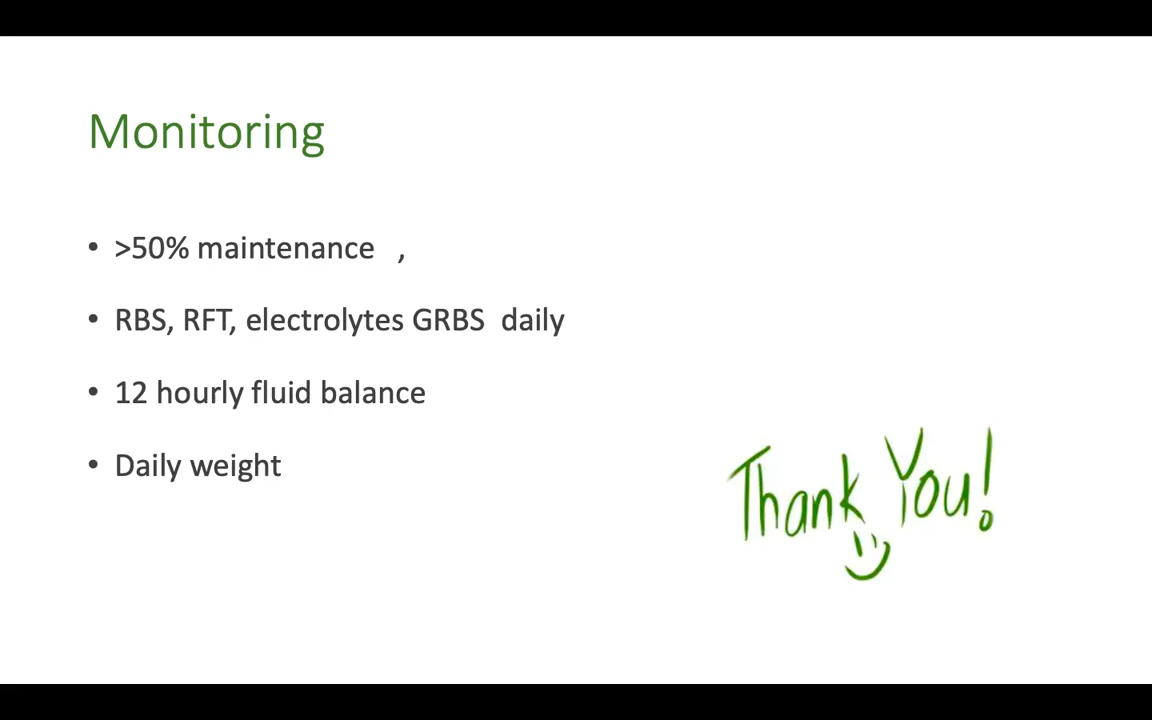 Monitoring
• >50% maintenance ,
• RBS, RFT, electrolytes GRBS daily
• 12 hourly fluid balance
• Daily weight
Thank You!